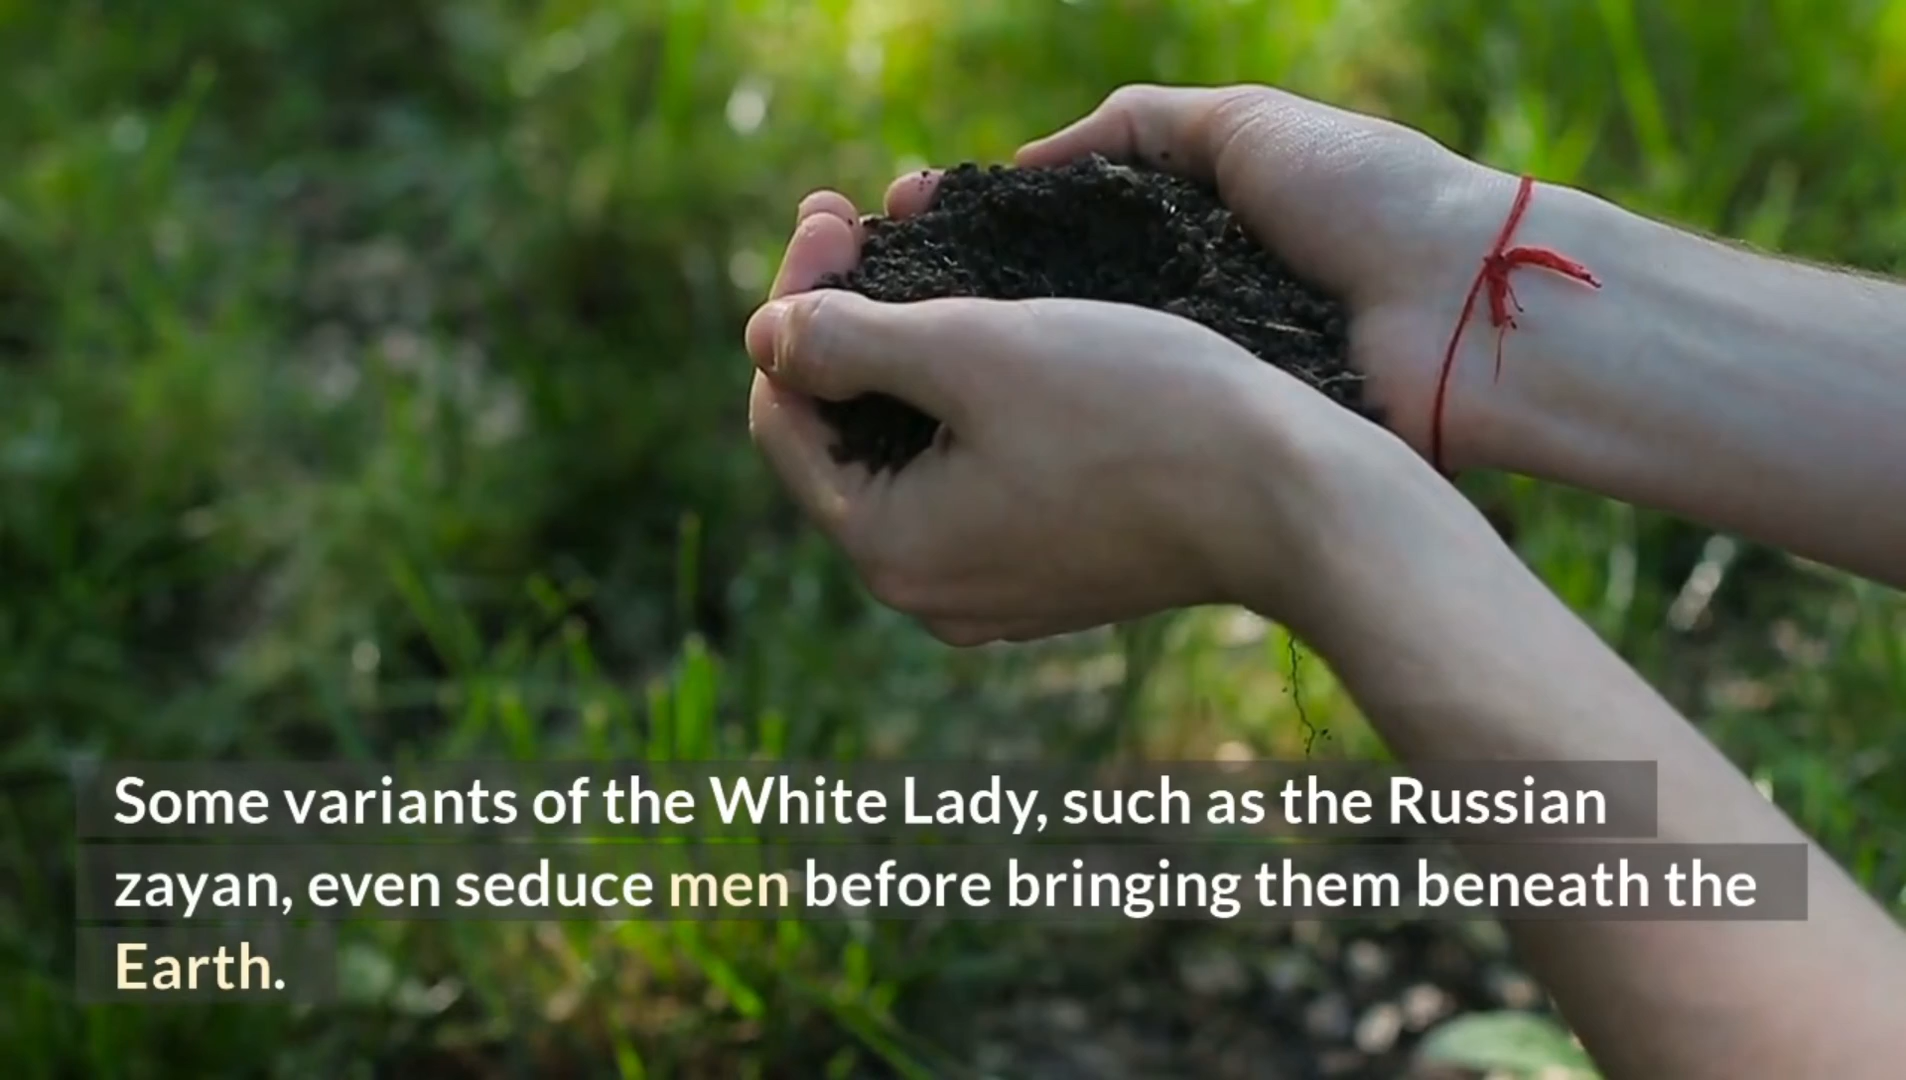 Some variants of the White Lady, such as the Russian
zayan, even seduce men before bringing them beneath the
Earth.